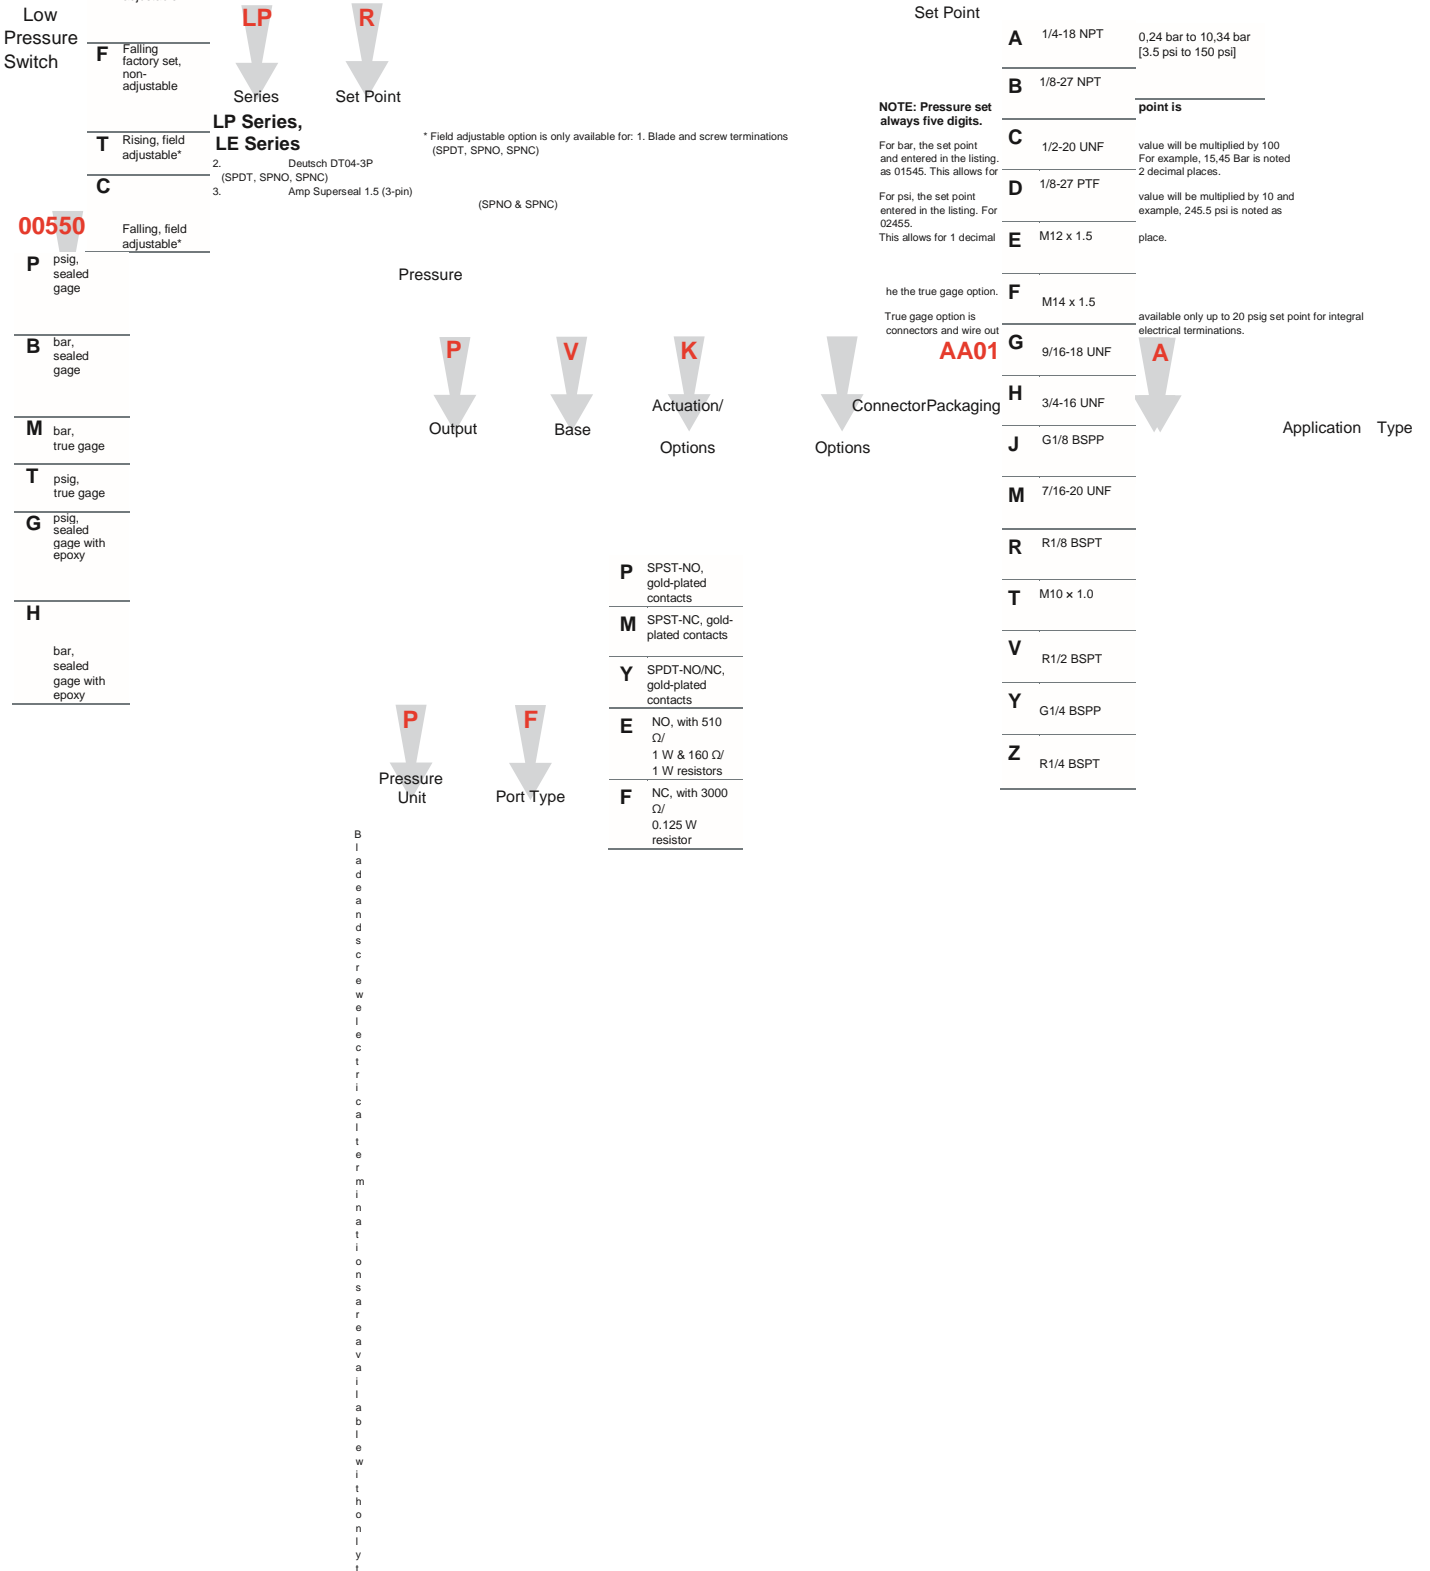 Low
Pressure
Switch
F Falling
factory set,
non-
adjustable
T Rising, field
adjustable*
C
Falling, field
adjustable*
LP
Series
R
Set Point
LP Series,
LE Series
* Field adjustable option is only available for: 1. Blade and screw terminations
(SPDT, SPNO, SPNC)
2. Deutsch DT04-3P
(SPDT, SPNO, SPNC)
3. Amp Superseal 1.5 (3-pin)
(SPNO & SPNC)
00550
P psig,
sealed
gage
B bar,
sealed
gage
M bar,
true gage
T psig,
true gage
G psig,
sealed
gage with
epoxy
H
bar,
sealed
gage with
epoxy
Pressure
Set Point
0,24 bar to 10,34 bar
[3.5 psi to 150 psi]
NOTE: Pressure set point is
always five digits.
For bar, the set point value will be multiplied by 100
and entered in the listing. For example, 15,45 Bar is noted
as 01545. This allows for 2 decimal places.
For psi, the set point value will be multiplied by 10 and
entered in the listing. For example, 245.5 psi is noted as
02455.
This allows for 1 decimal place.
he the true gage option.
True gage option is available only up to 20 psig set point for integral
connectors and wire out electrical terminations.
A 1/4-18 NPT
B 1/8-27 NPT
C 1/2-20 UNF
D 1/8-27 PTF
E M12 x 1.5
F M14 x 1.5
G 9/16-18 UNF
H 3/4-16 UNF
J G1/8 BSPP
M 7/16-20 UNF
R R1/8 BSPT
T M10 × 1.0
V R1/2 BSPT
Y G1/4 BSPP
Z R1/4 BSPT
P
Output
V
Base
K
Actuation/
Options
Options
AA01
ConnectorPackaging
A
Application Type
P SPST-NO,
gold-plated
contacts
M SPST-NC, gold-
plated contacts
Y SPDT-NO/NC,
gold-plated
contacts
E NO, with 510
Ω/
1 W & 160 Ω/
1 W resistors
F NC, with 3000
Ω/
0.125 W
resistor
P
Pressure
Unit
F
Port Type
B
l
a
d
e
a
n
d
s
c
r
e
w
e
l
e
c
t
r
i
c
a
l
t
e
r
m
i
n
a
t
i
o
n
s
a
r
e
a
v
a
i
l
a
b
l
e
w
i
t
h
o
n
l
y
t